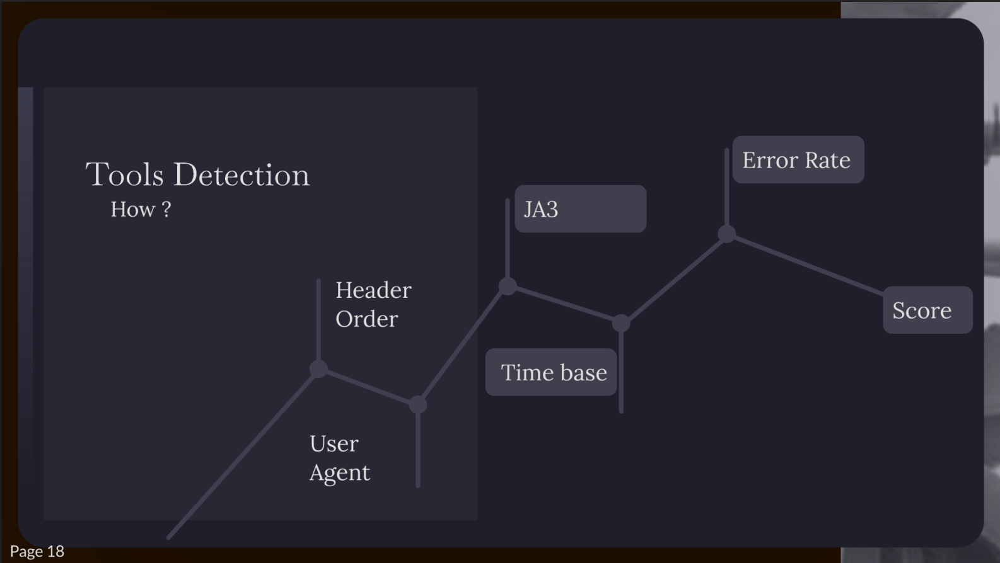 Tools Detection
How ?
Header
Order
User
Agent
JA3
Time base
Error Rate
Score
Page 18